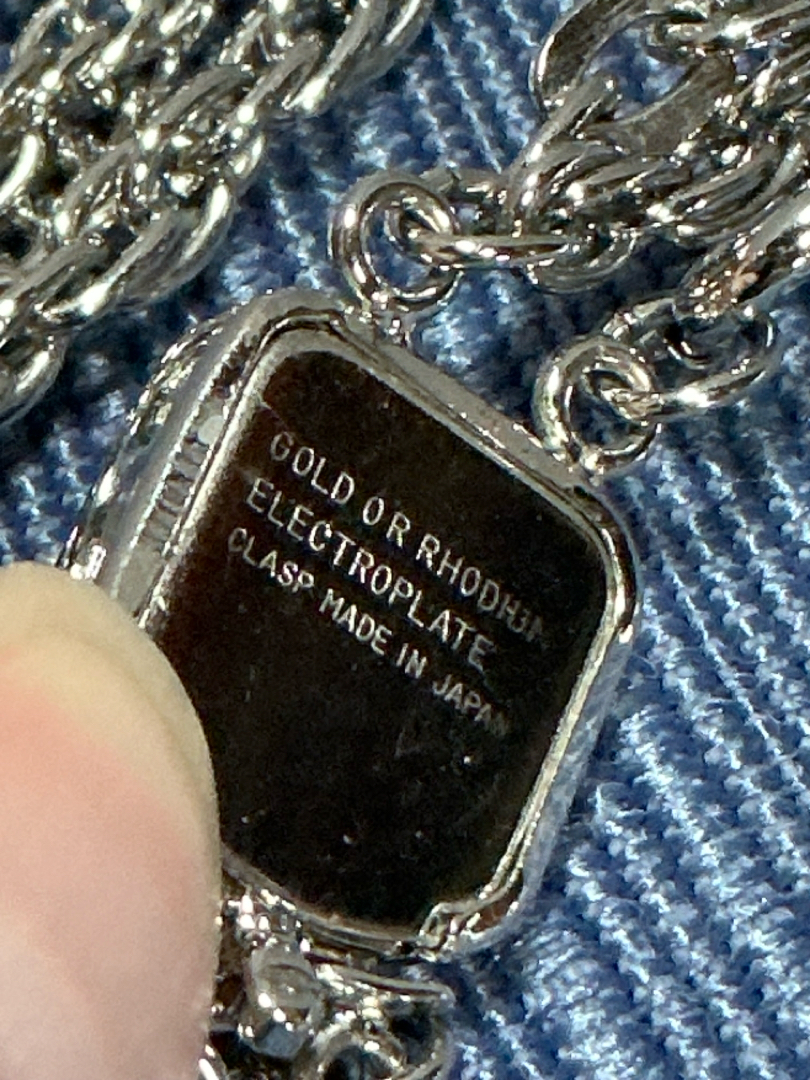 GOLD OR RHODIUM
ELECTROPLATE
CLASP MADE IN JAPAN